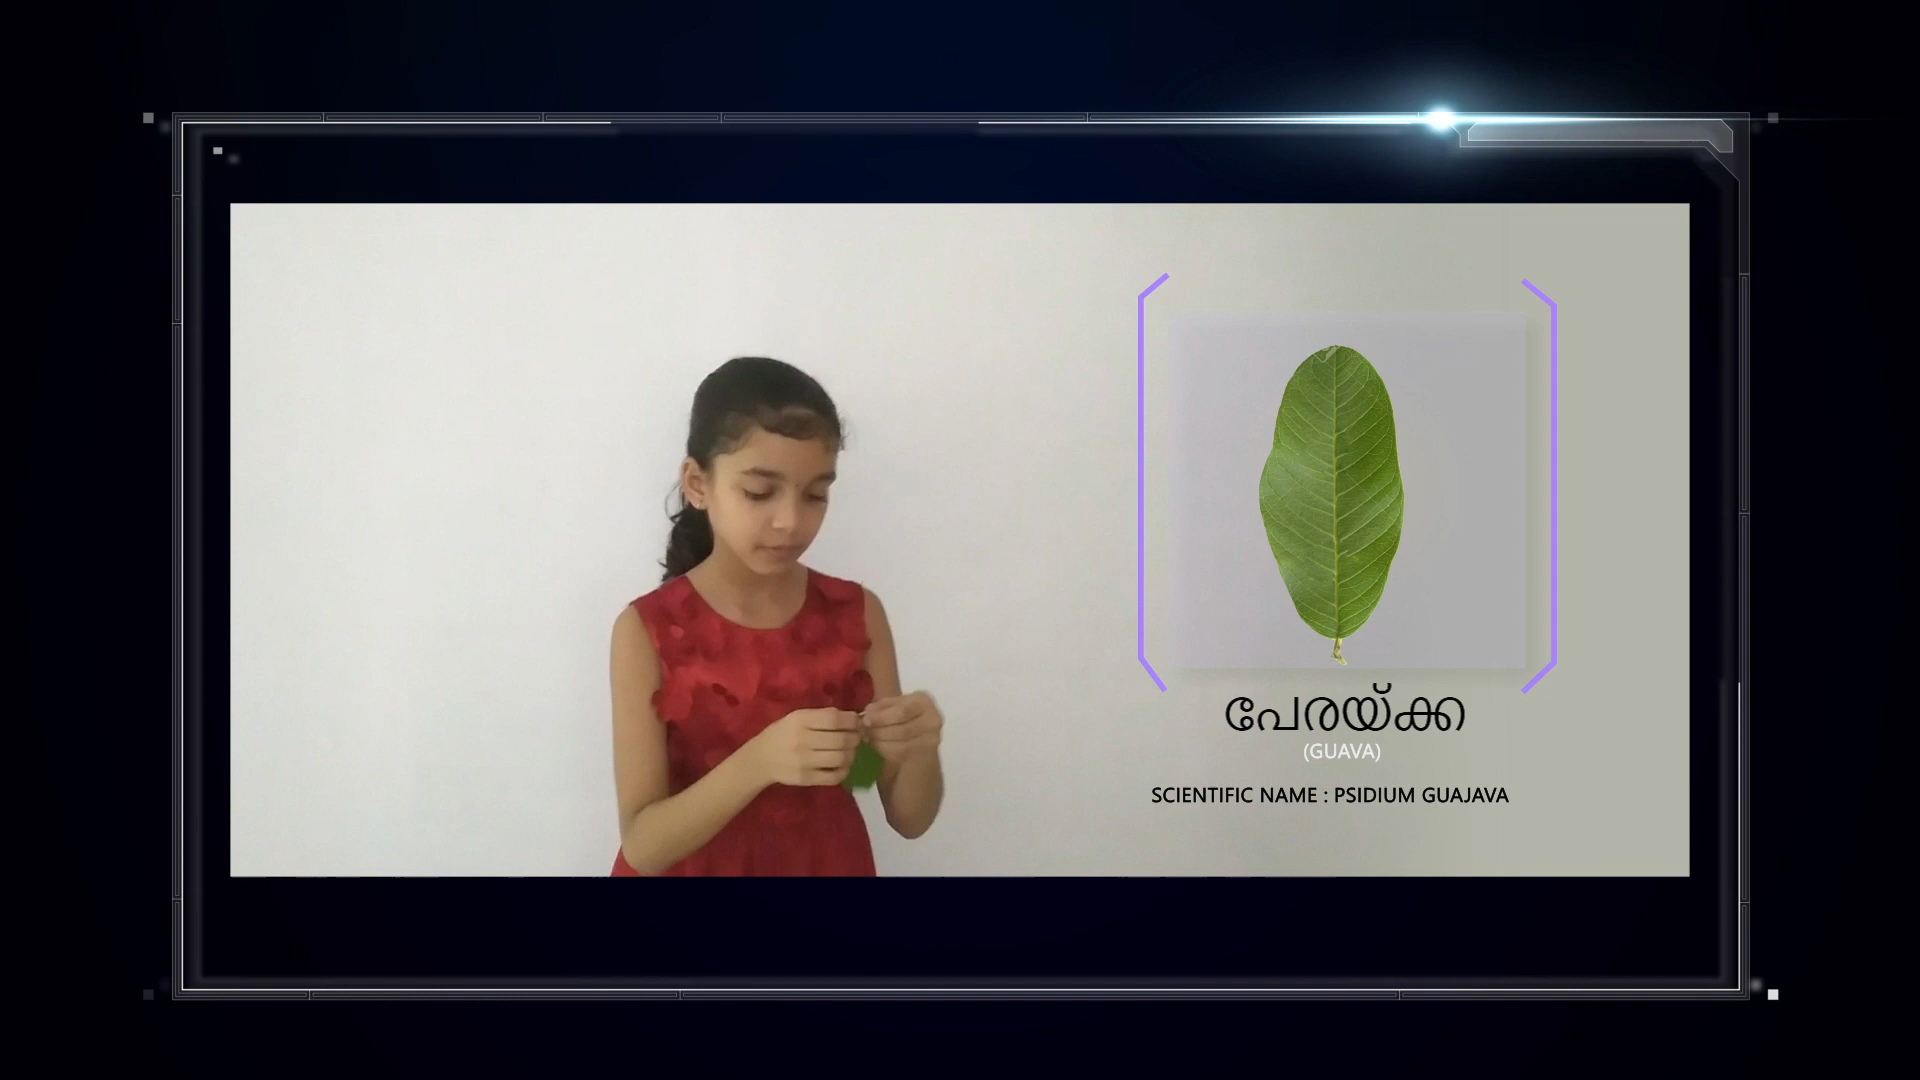 പേരയ്ക്ക
(GUAVA)
SCIENTIFIC NAME : PSIDIUM GUAJAVA